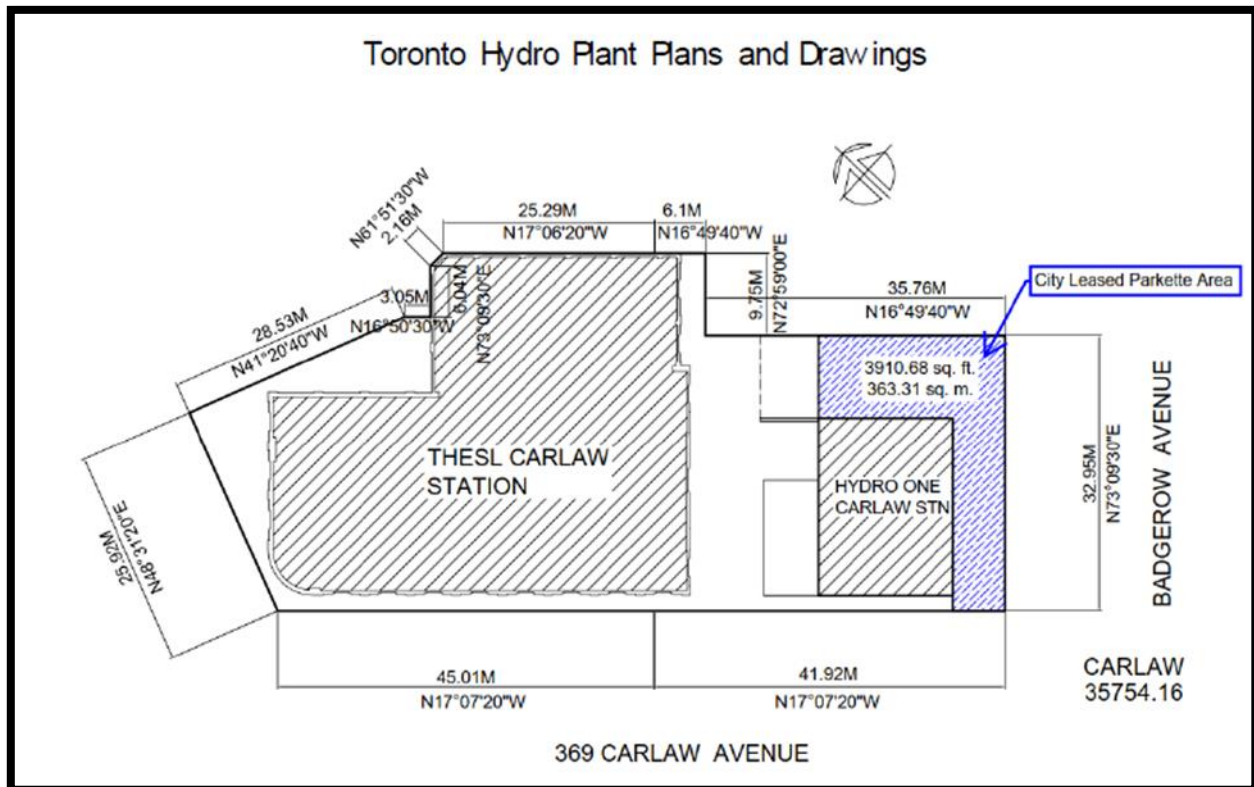 Toronto Hydro Plant Plans and Drawings
N61°51'30"W
2.16M
25.29M
N17°06'20"W
6.1M
N16°49'40"W
9.75M
N72°59'00"E
35.76M
N16°49'40"W
City Leased Parkette Area
3.05M
N16°50'30"W
6.04M
N73°09'30"E
28.53M
N41°20'40"W
3910.68 sq. ft.
363.31 sq. m.
THESL CARLAW
STATION
HYDRO ONE
CARLAW STN
32.95M
N73°09'30"E
BADGEROW AVENUE
25.92M
N48°31'20"E
45.01M
N17°07'20"W
41.92M
N17°07'20"W
CARLAW
35754.16
369 CARLAW AVENUE